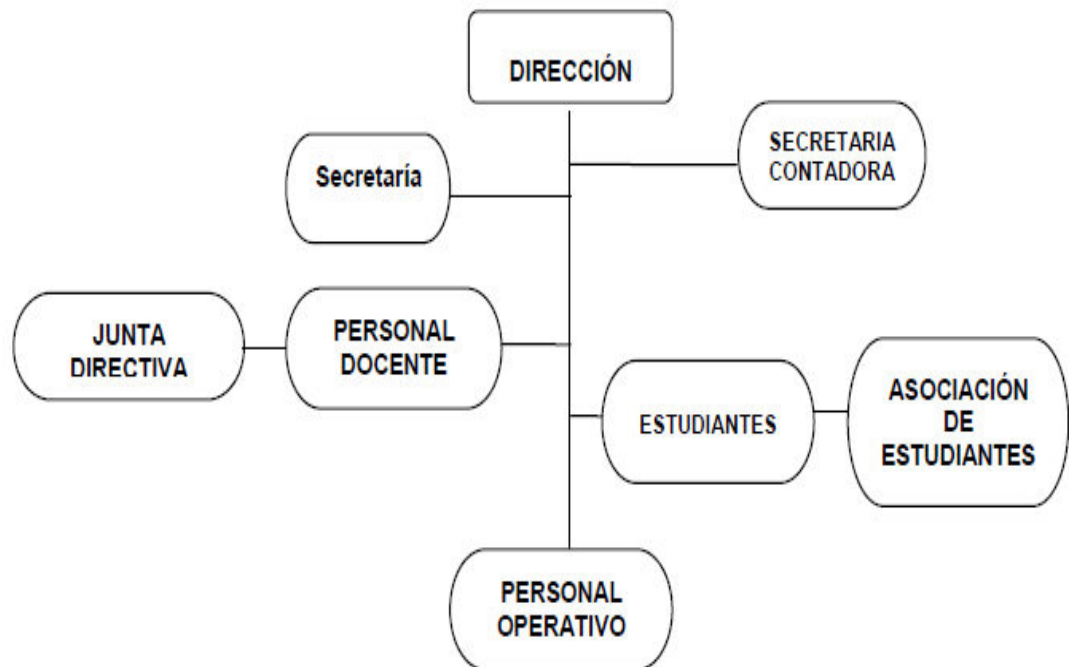 DIRECCIÓN
SECRETARIA
CONTADORA
Secretaría
JUNTA
DIRECTIVA
PERSONAL
DOCENTE
ESTUDIANTES
ASOCIACIÓN
DE
ESTUDIANTES
PERSONAL
OPERATIVO